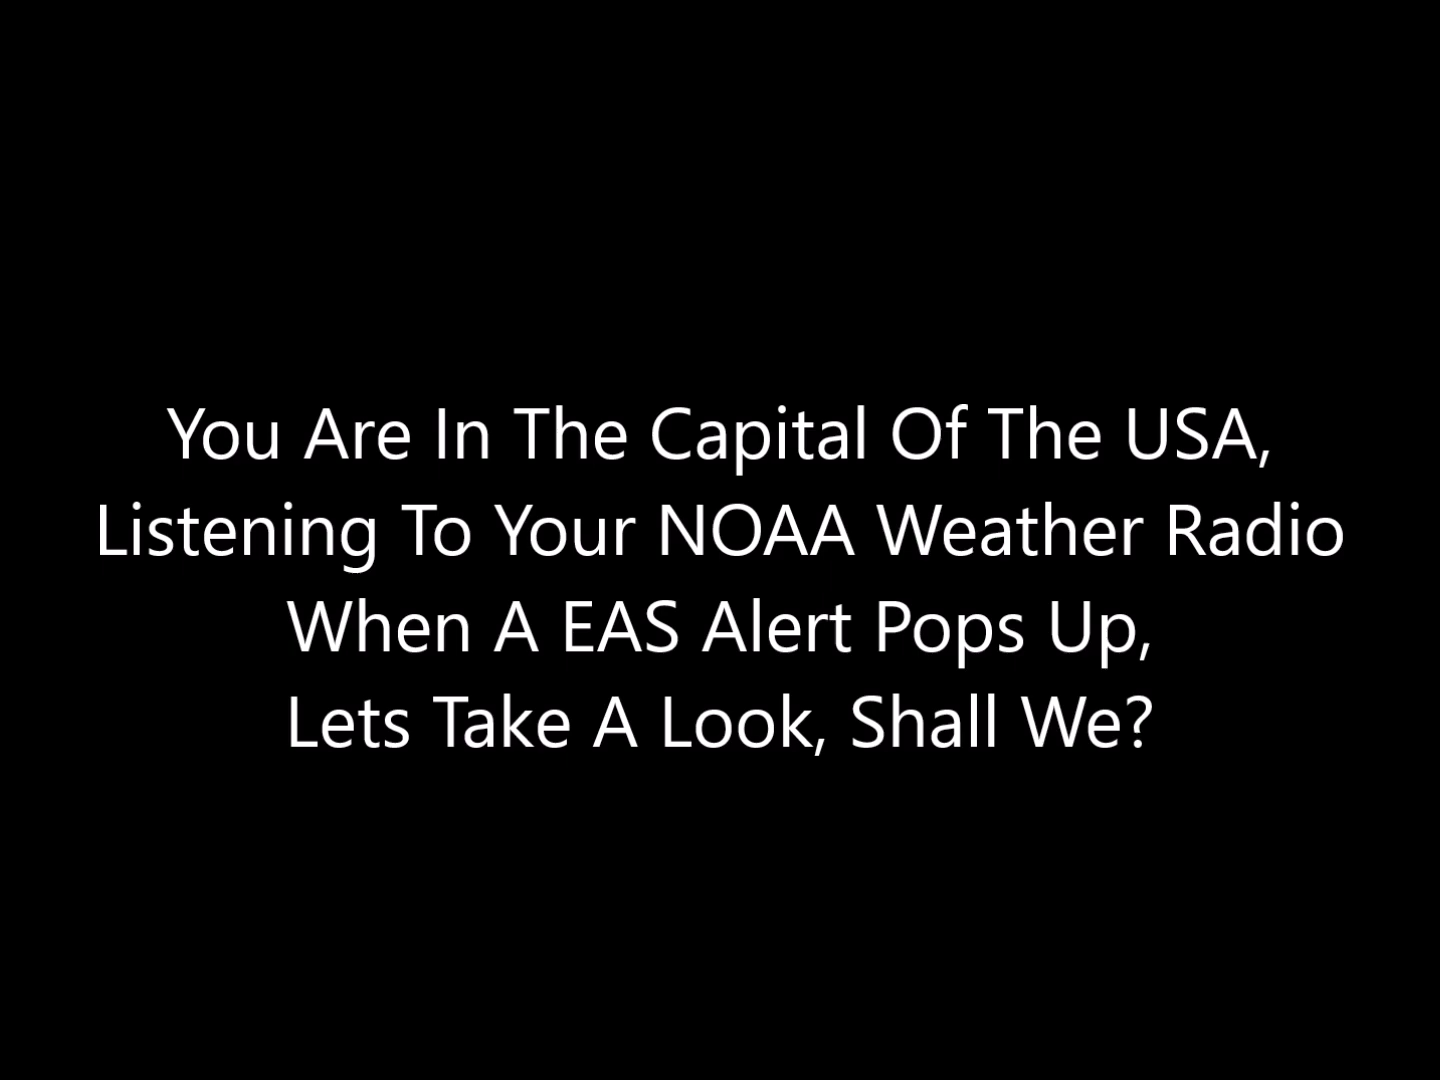 You Are In The Capital Of The USA,
Listening To Your NOAA Weather Radio
When A EAS Alert Pops Up,
Lets Take A Look, Shall We?